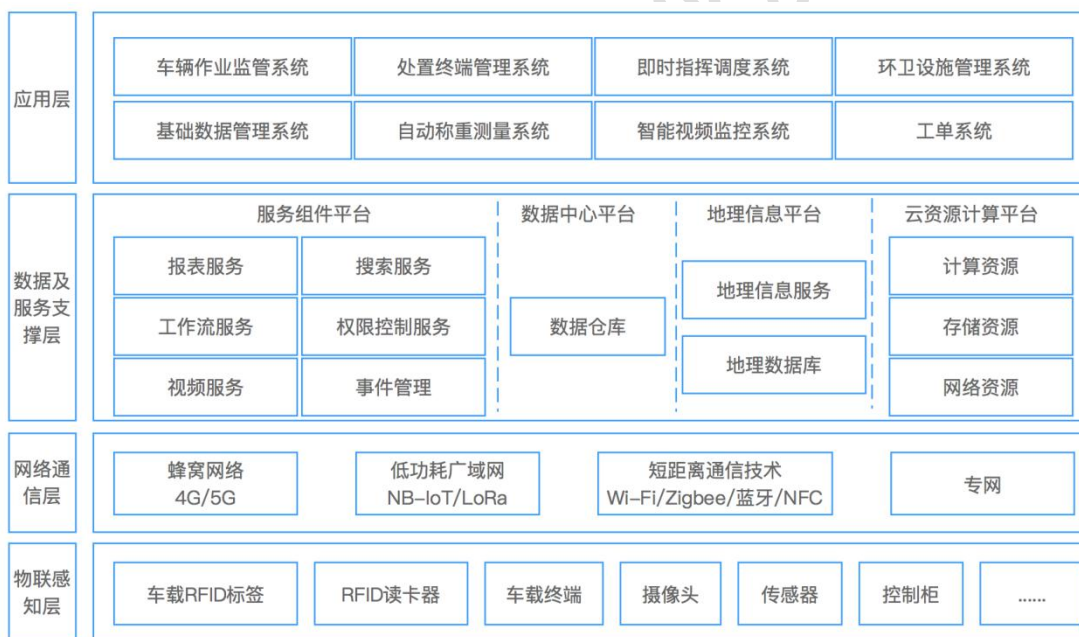 应用层
车辆作业监管系统
处置终端管理系统
即时指挥调度系统
环卫设施管理系统
基础数据管理系统
自动称重测量系统
智能视频监控系统
工单系统
数据及
服务支
撑层
服务组件平台
报表服务
搜索服务
工作流服务
权限控制服务
视频服务
事件管理
数据中心平台
数据仓库
地理信息平台
地理信息服务
地理数据库
云资源计算平台
计算资源
存储资源
网络资源
网络通
信层
蜂窝网络
4G/5G
低功耗广域网
NB-IoT/LoRa
短距离通信技术
Wi-Fi/Zigbee/蓝牙/NFC
专网
物联感
知层
车载RFID标签
RFID读卡器
车载终端
摄像头
传感器
控制柜
......